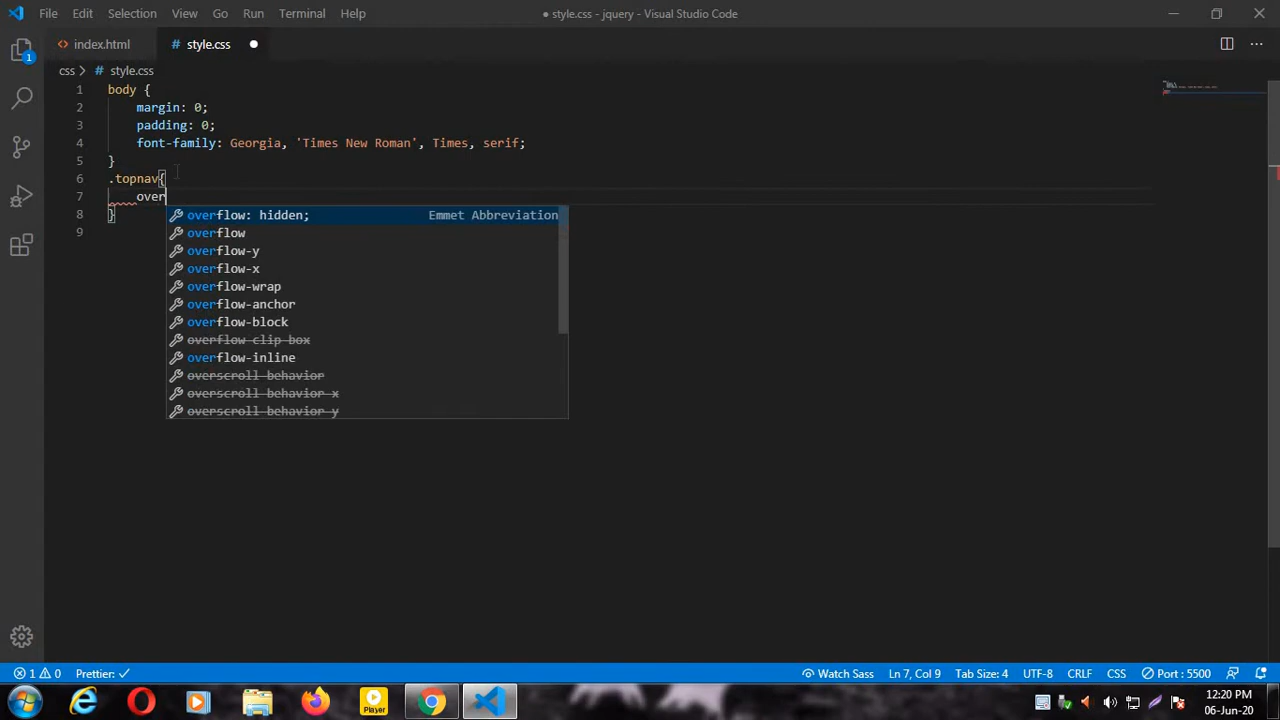 File Edit Selection View Go Run Terminal Help
● style.css - jquery - Visual Studio Code
index.html
# style.css ●
css > # style.css
1 body {
2 margin: 0;
3 padding: 0;
4 font-family: Georgia, 'Times New Roman', Times, serif;
5 }
6 .topnav{
7 over
8 }
9
overflow: hidden; Emmet Abbreviation
overflow
overflow-y
overflow-x
overflow-wrap
overflow-anchor
overflow-block
overflow-clip-box
overflow-inline
overscroll-behavior
overscroll-behavior-x
overscroll-behavior-y
1
1 0 Prettier: ✓ Watch Sass Ln 7, Col 9 Tab Size: 4 UTF-8 CRLF CSS Port : 5500
Player
12:20 PM
06-Jun-20